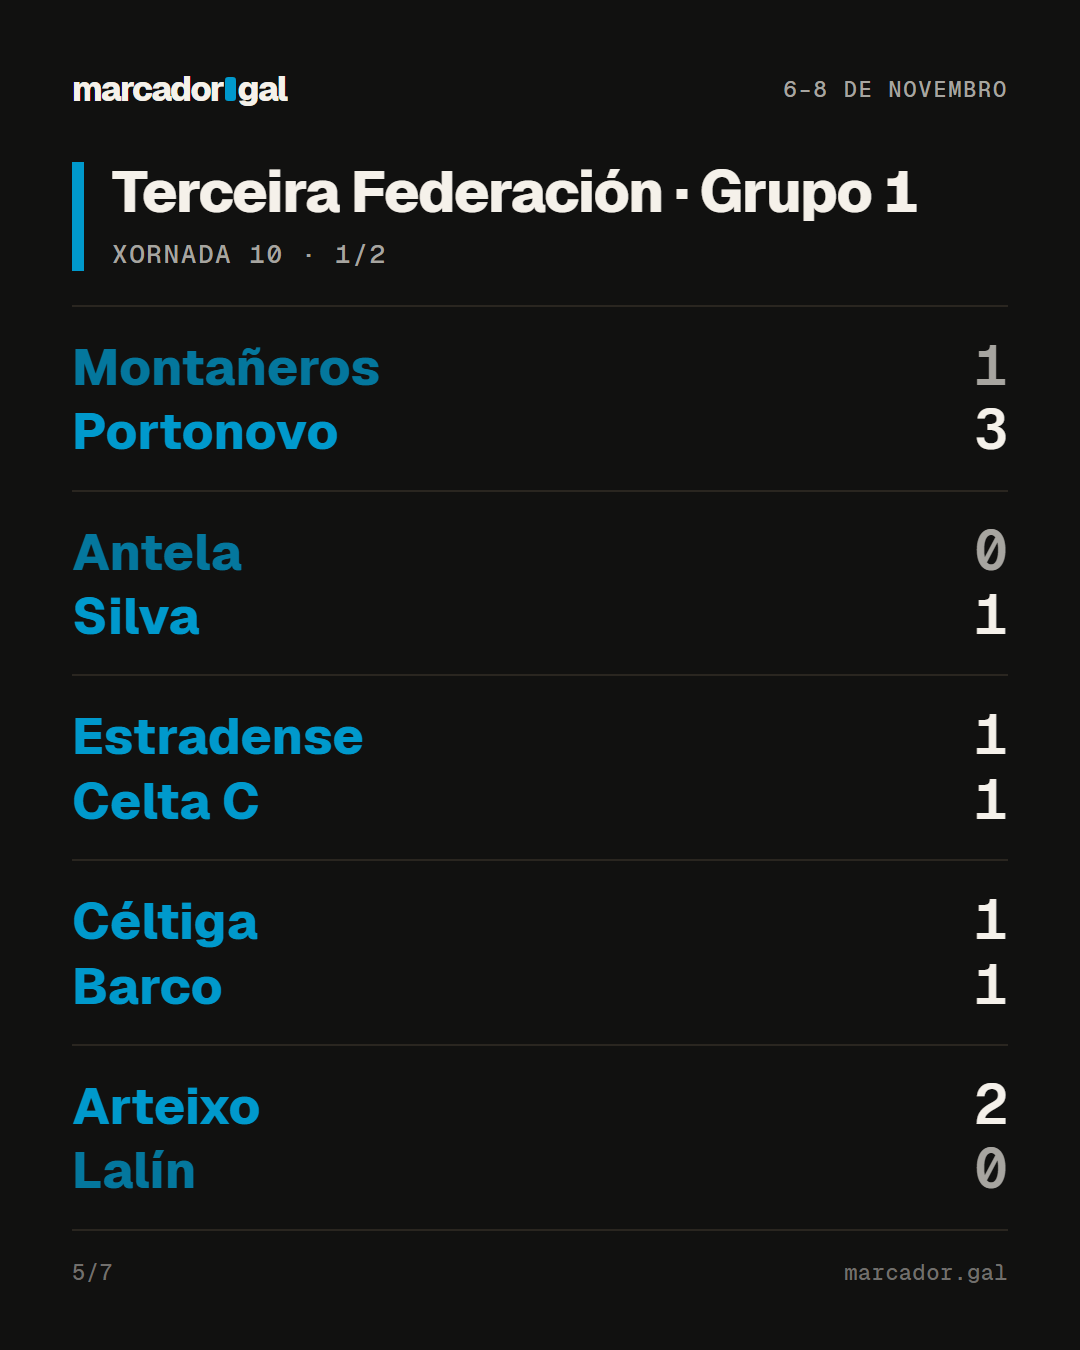 marcador gal
6–8 DE NOVEMBRO
Terceira Federación · Grupo 1
XORNADA 10 · 1/2
Montañeros 1
Portonovo 3
Antela 0
Silva 1
Estradense 1
Celta C 1
Céltiga 1
Barco 1
Arteixo 2
Lalín 0
5/7
marcador.gal